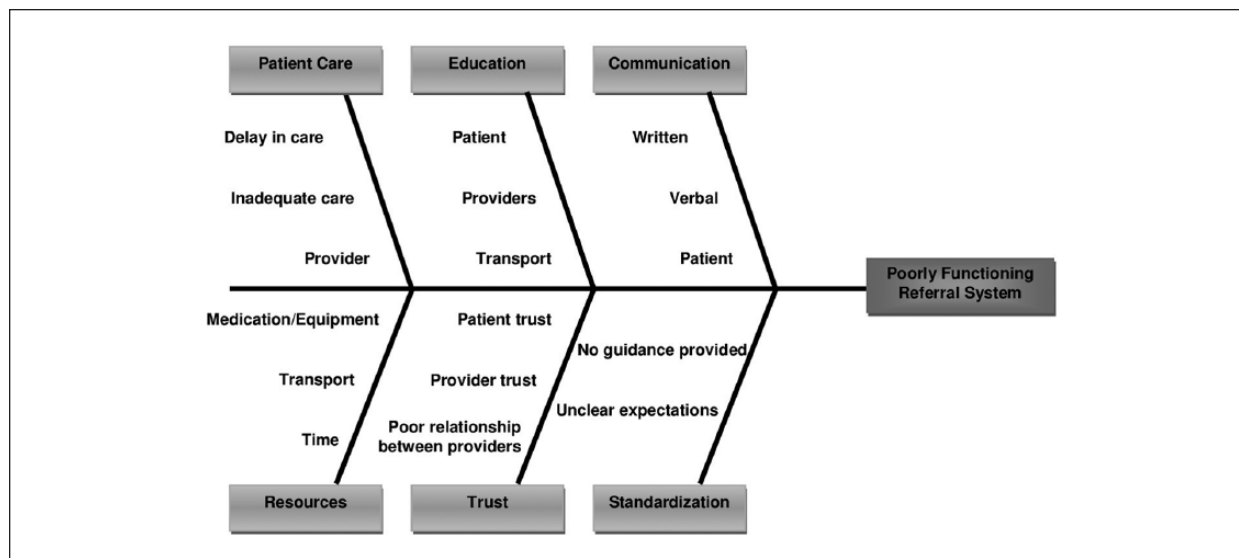 Patient Care
Education
Communication
Delay in care
Patient
Written
Inadequate care
Providers
Verbal
Provider
Transport
Patient
Poorly Functioning
Referral System
Medication/Equipment
Patient trust
No guidance provided
Transport
Provider trust
Unclear expectations
Time
Poor relationship
between providers
Resources
Trust
Standardization